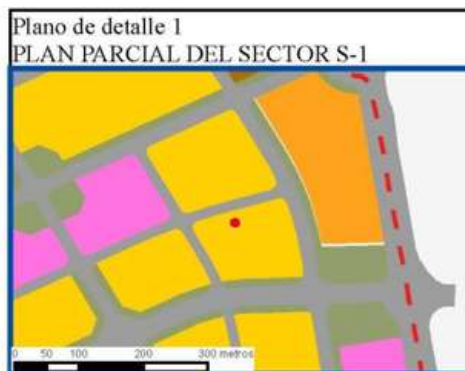 Plano de detalle 1
PLAN PARCIAL DEL SECTOR S-1
0 50 100 200 300 metros